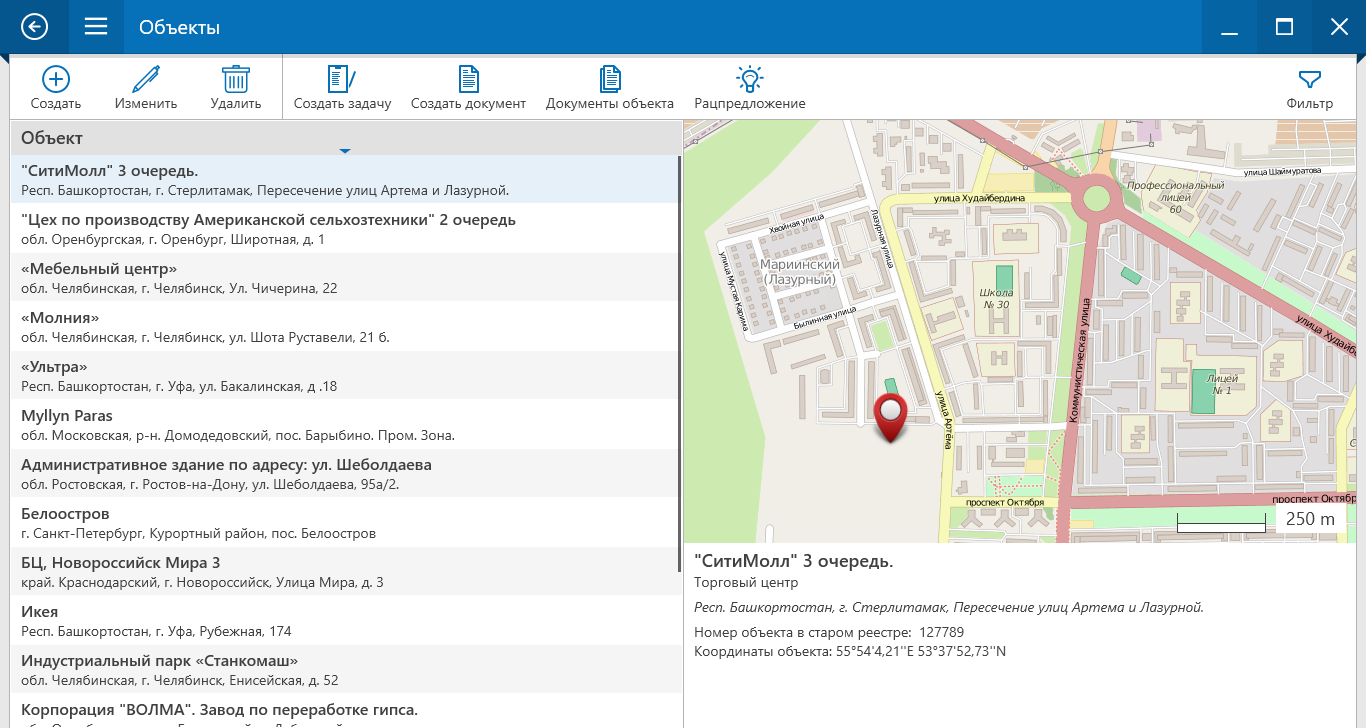 Объекты
Создать
Изменить
Удалить
Создать задачу
Создать документ
Документы объекта
Рацпредложение
Фильтр
Объект
"СитиМолл" 3 очередь.
Респ. Башкортостан, г. Стерлитамак, Пересечение улиц Артема и Лазурной.
"Цех по производству Американской сельхозтехники" 2 очередь
обл. Оренбургская, г. Оренбург, Широтная, д. 1
«Мебельный центр»
обл. Челябинская, г. Челябинск, Ул. Чичерина, 22
«Молния»
обл. Челябинская, г. Челябинск, ул. Шота Руставели, 21 б.
«Ультра»
Респ. Башкортостан, г. Уфа, ул. Бакалинская, д .18
Myllyn Paras
обл. Московская, р-н. Домодедовский, пос. Барыбино. Пром. Зона.
Административное здание по адресу: ул. Шеболдаева
обл. Ростовская, г. Ростов-на-Дону, ул. Шеболдаева, 95а/2.
Белоостров
г. Санкт-Петербург, Курортный район, пос. Белоостров
БЦ, Новороссийск Мира 3
край. Краснодарский, г. Новороссийск, Улица Мира, д. 3
Икея
Респ. Башкортостан, г. Уфа, Рубежная, 174
Индустриальный парк «Станкомаш»
обл. Челябинская, г. Челябинск, Енисейская, д. 52
Корпорация "ВОЛМА". Завод по переработке гипса.
улица Шаймуратова
Профессиональный
лицей
60
улица Худайбердина
Хвойная улица
Лазурная улица
улица Мустая Карима
Мариинский
(Лазурный)
Былинная улица
Школа
№ 30
Коммунистическая улица
улица Худайбе
Лицей
№ 1
улица Артёма
проспект Октября
проспект Октябр
250 m
"СитиМолл" 3 очередь.
Торговый центр
Респ. Башкортостан, г. Стерлитамак, Пересечение улиц Артема и Лазурной.
Номер объекта в старом реестре: 127789
Координаты объекта: 55°54'4,21''E 53°37'52,73''N